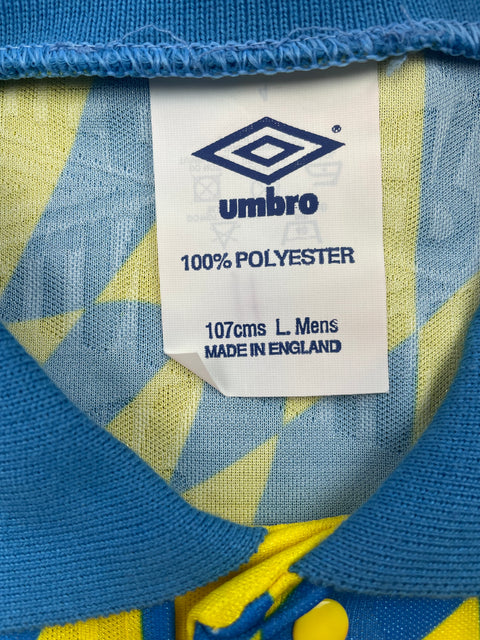 umbro®
100% POLYESTER
107cms L. Mens
MADE IN ENGLAND